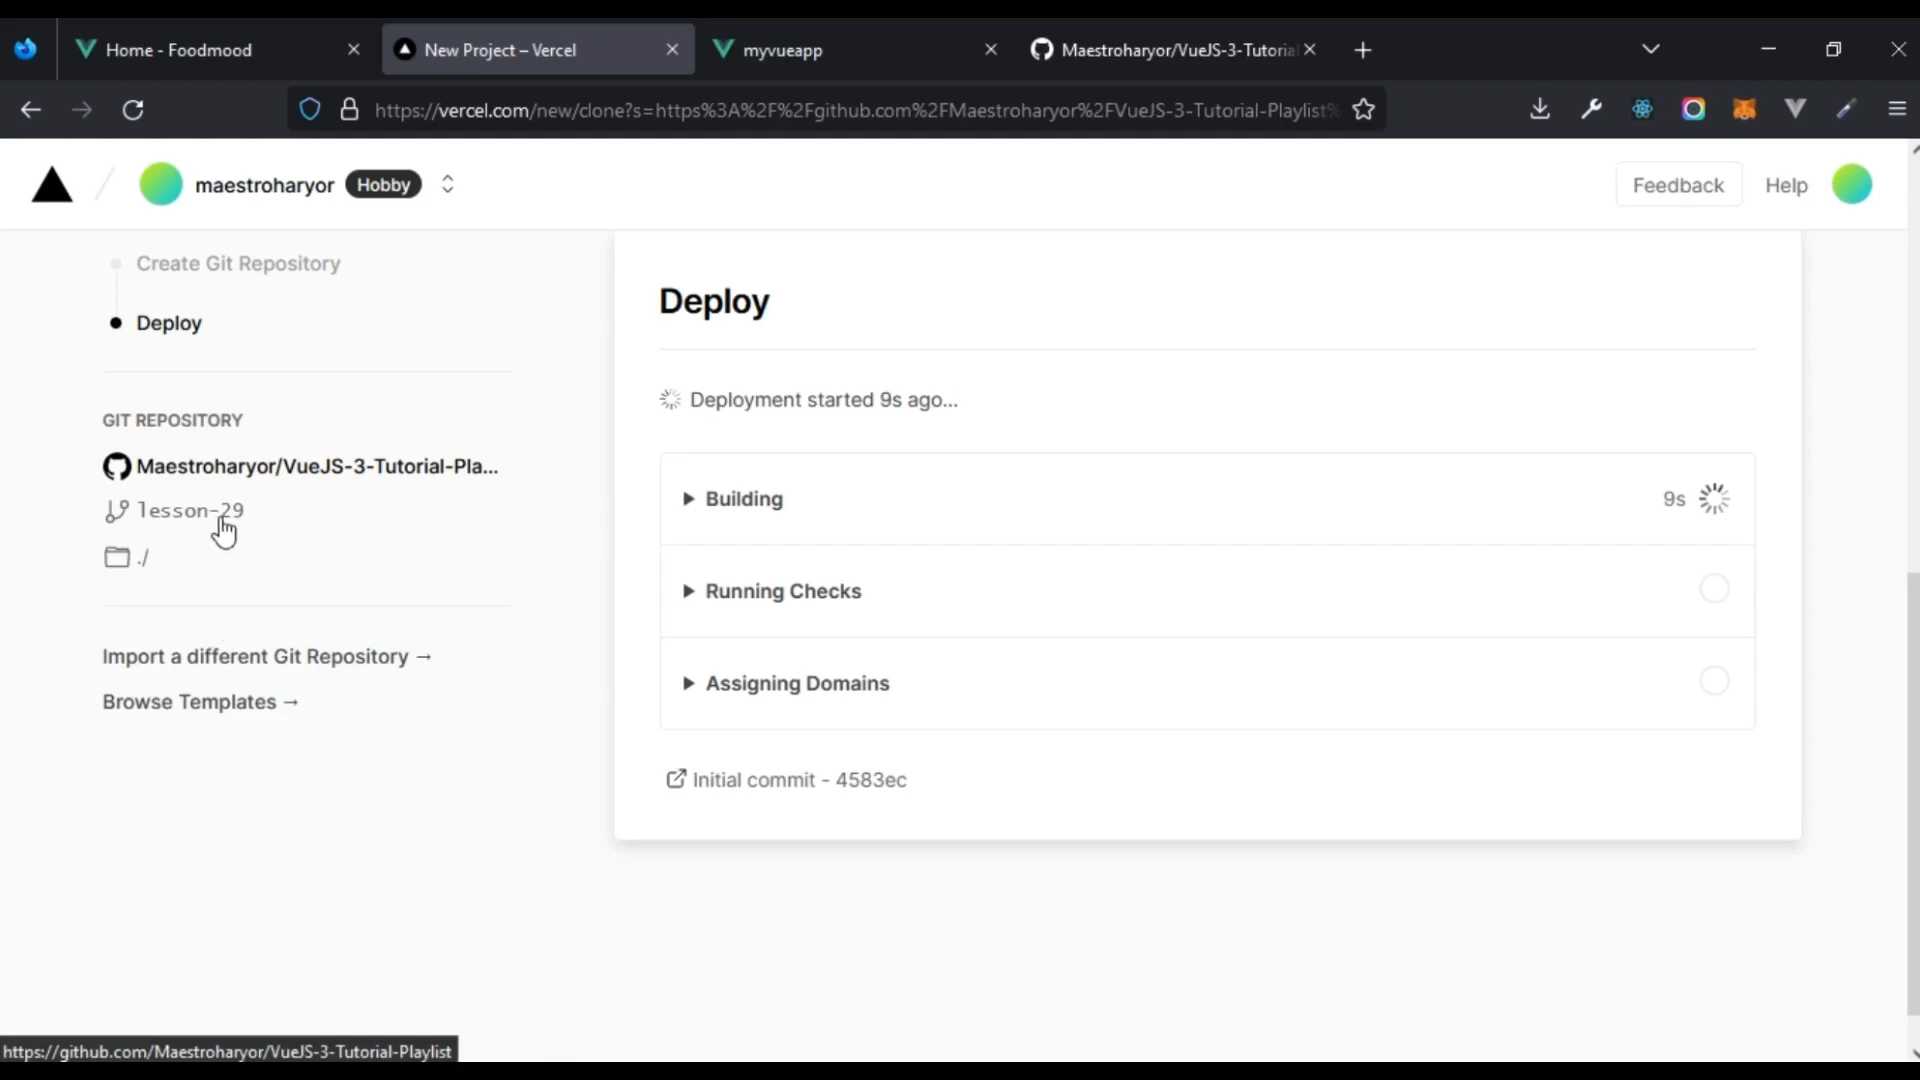 Home - Foodmood
New Project – Vercel
myvueapp
Maestroharyor/VueJS-3-Tutorial
https://vercel.com/new/clone?s=https%3A%2F%2Fgithub.com%2FMaestroharyor%2FVueJS-3-Tutorial-Playlist%
maestroharyor
Hobby
Feedback
Help
Create Git Repository
Deploy
GIT REPOSITORY
Maestroharyor/VueJS-3-Tutorial-Pla...
lesson-29
./
Import a different Git Repository →
Browse Templates →
Deploy
Deployment started 9s ago...
Building
9s
Running Checks
Assigning Domains
Initial commit - 4583ec
https://github.com/Maestroharyor/VueJS-3-Tutorial-Playlist